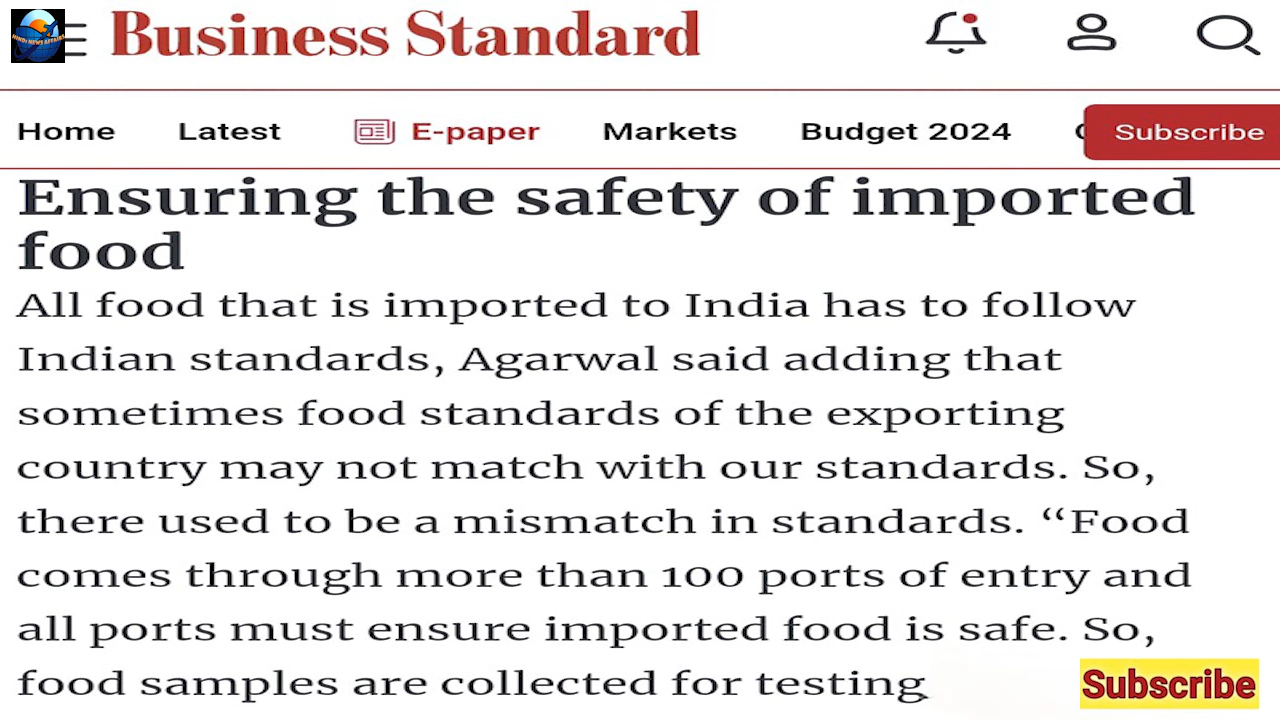 HINDI NEWS AFFAIRS
Business Standard
Home Latest E-paper Markets Budget 2024 Subscribe
Ensuring the safety of imported
food
All food that is imported to India has to follow
Indian standards, Agarwal said adding that
sometimes food standards of the exporting
country may not match with our standards. So,
there used to be a mismatch in standards. “Food
comes through more than 100 ports of entry and
all ports must ensure imported food is safe. So,
food samples are collected for testing
Subscribe